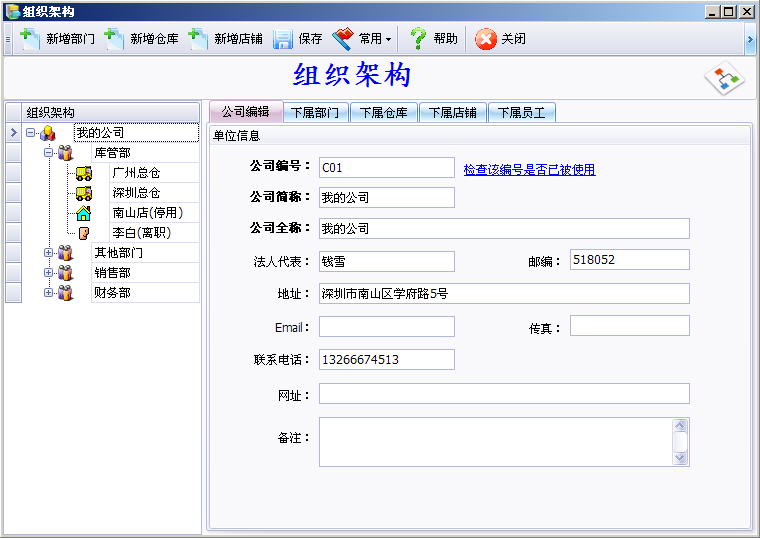 组织架构
新增部门 新增仓库 新增店铺 保存 常用 帮助 关闭
组织架构
组织架构
我的公司
库管部
广州总仓
深圳总仓
南山店(停用)
李白(离职)
其他部门
销售部
财务部
公司编辑 下属部门 下属仓库 下属店铺 下属员工
单位信息
公司编号： C01 检查该编号是否已被使用
公司简称： 我的公司
公司全称： 我的公司
法人代表： 钱雪 邮编： 518052
地址： 深圳市南山区学府路5号
Email： 传真：
联系电话： 13266674513
网址：
备注：